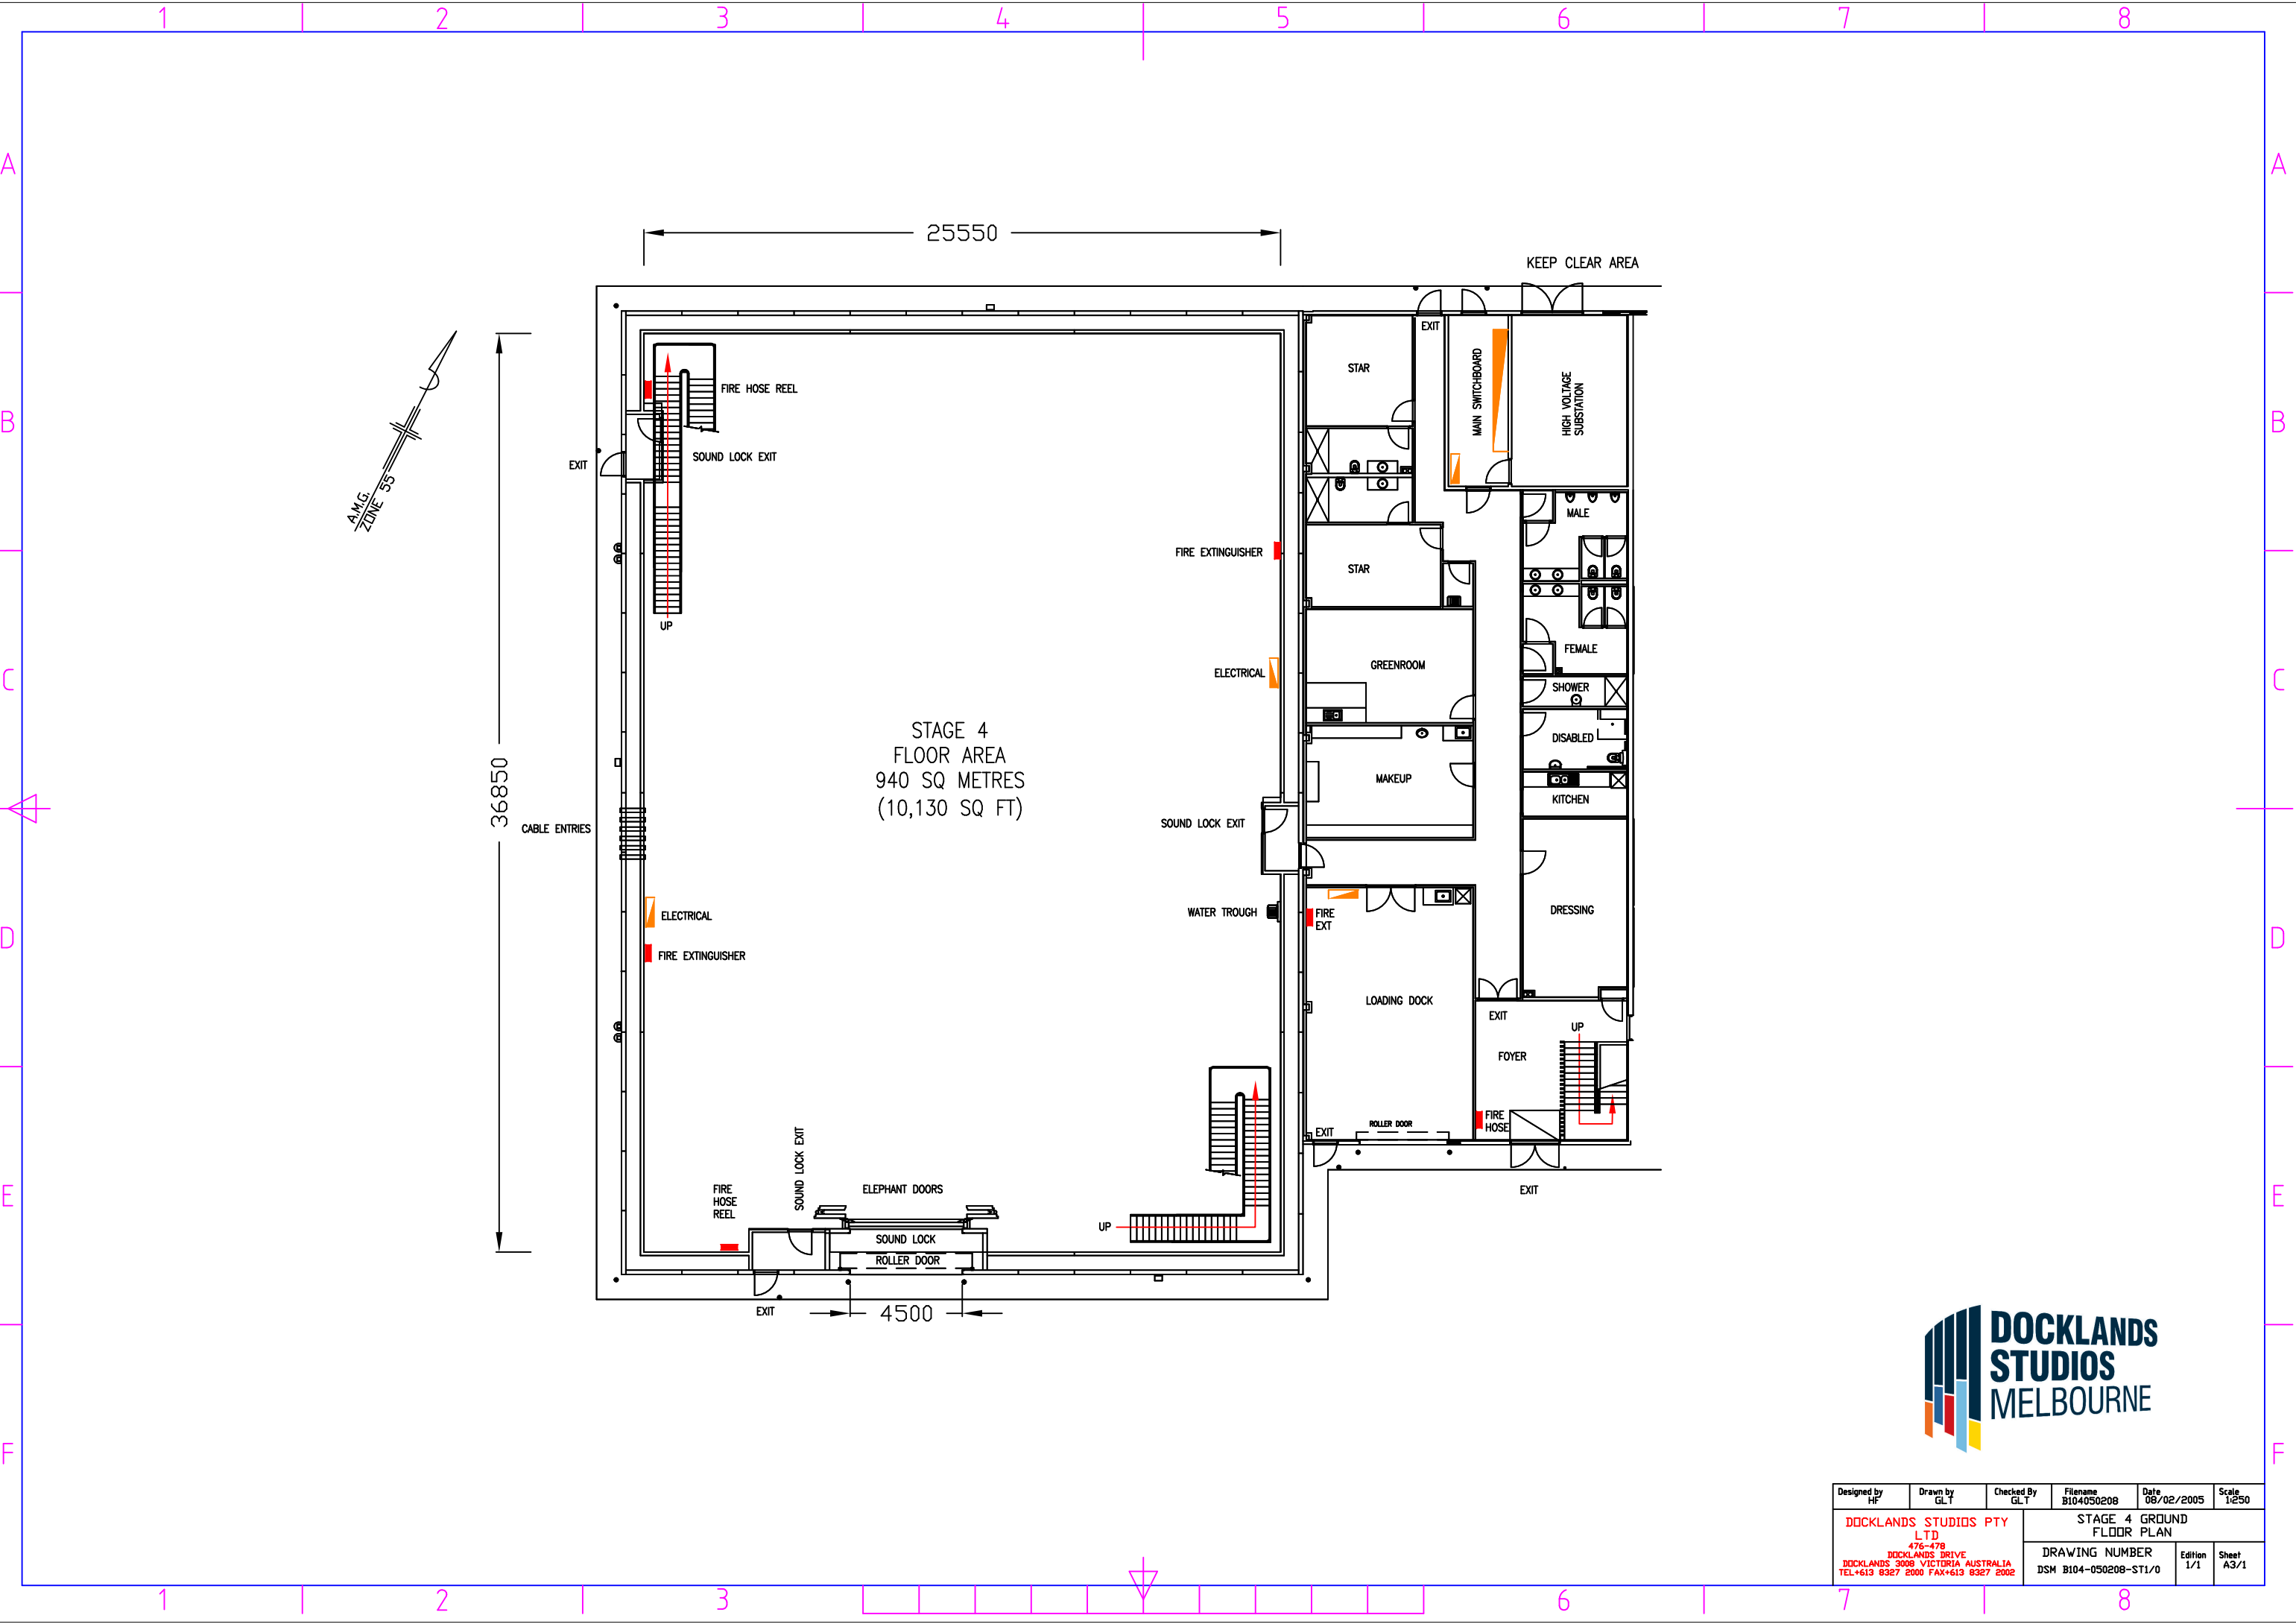 1 2 3 4 5 6 7 8
A A
25550
KEEP CLEAR AREA
EXIT
STAR
MAIN SWITCHBOARD
HIGH VOLTAGE
SUBSTATION
FIRE HOSE REEL
B B
SOUND LOCK EXIT
EXIT
A.M.G.
ZONE 55
MALE
FIRE EXTINGUISHER
STAR
UP
FEMALE
GREENROOM
ELECTRICAL
C C
SHOWER
STAGE 4
FLOOR AREA
940 SQ METRES
(10,130 SQ FT)
DISABLED
MAKEUP
36850
KITCHEN
CABLE ENTRIES
SOUND LOCK EXIT
DRESSING
WATER TROUGH
FIRE
EXT
ELECTRICAL
D D
FIRE EXTINGUISHER
LOADING DOCK
EXIT
UP
FOYER
FIRE
HOSE
ROLLER DOOR
EXIT
SOUND LOCK EXIT
FIRE
HOSE
REEL
ELEPHANT DOORS
EXIT
E E
UP
SOUND LOCK
ROLLER DOOR
EXIT
4500
DOCKLANDS
STUDIOS
MELBOURNE
F F
Designed by
HF
Drawn by
GLT
Checked By
GLT
Filename
B104050208
Date
08/02/2005
Scale
1:250
DOCKLANDS STUDIOS PTY
LTD
476-478
DOCKLANDS DRIVE
DOCKLANDS 3008 VICTORIA AUSTRALIA
TEL+613 8327 2000 FAX+613 8327 2002
STAGE 4 GROUND
FLOOR PLAN
DRAWING NUMBER
DSM B104-050208-ST1/0
Edition
1/1
Sheet
A3/1
1 2 3 6 7 8